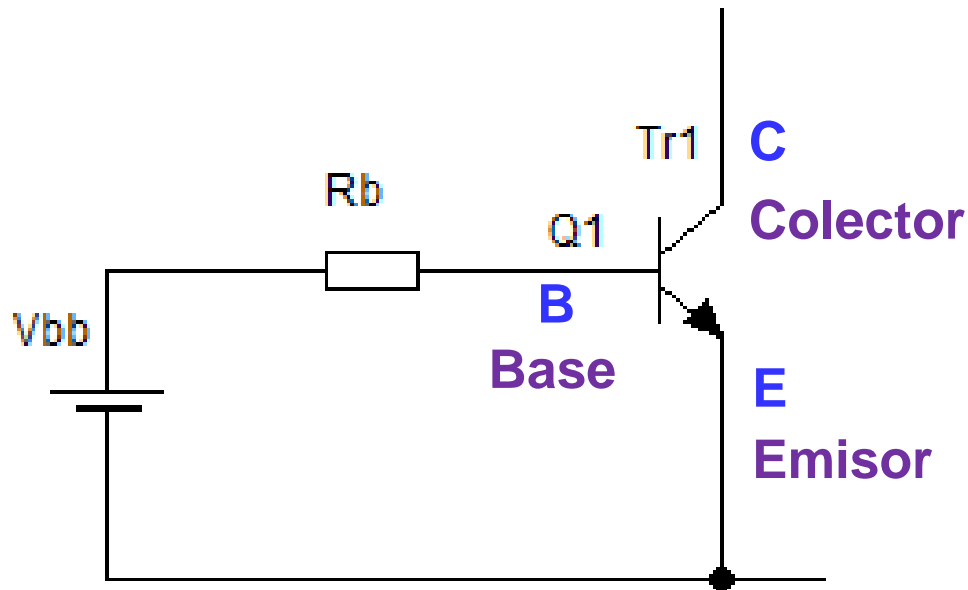 Tr1
C
Rb
Colector
Q1
B
Vbb
Base
E
Emisor